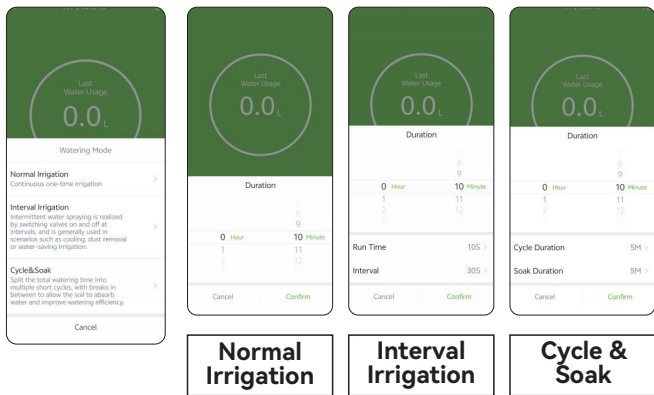 Last
Water Usage
0.0 L
Watering Mode
Normal Irrigation
Continuous one-time irrigation
Interval Irrigation
Intermittent water spraying is realized
by switching valves on and off at
intervals, and is generally used in
scenarios such as cooling, dust removal
or water-saving irrigation.
Cycle&Soak
Split the total watering time into
multiple short cycles, with breaks in
between to allow the soil to absorb
water and improve watering efficiency.
Cancel
Last
Water Usage
0.0 L
Duration
8
9
0 Hour 10 Minute
1 11
2 12
Cancel Confirm
Normal
Irrigation
Last
Water Usage
0.0 L
Duration
8
9
0 Hour 10 Minute
1 11
2 12
Run Time 10S >
Interval 30S >
Cancel Confirm
Interval
Irrigation
Last
Water Usage
0.0 L
Duration
8
9
0 Hour 10 Minute
1 11
2 12
Cycle Duration 5M >
Soak Duration 5M >
Cancel Confirm
Cycle &
Soak